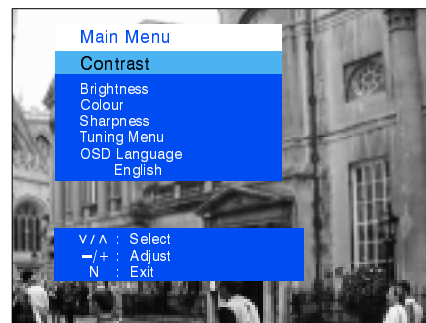 Main Menu
Contrast
Brightness
Colour
Sharpness
Tuning Menu
OSD Language
English
∨/∧ : Select
−/+ : Adjust
N : Exit